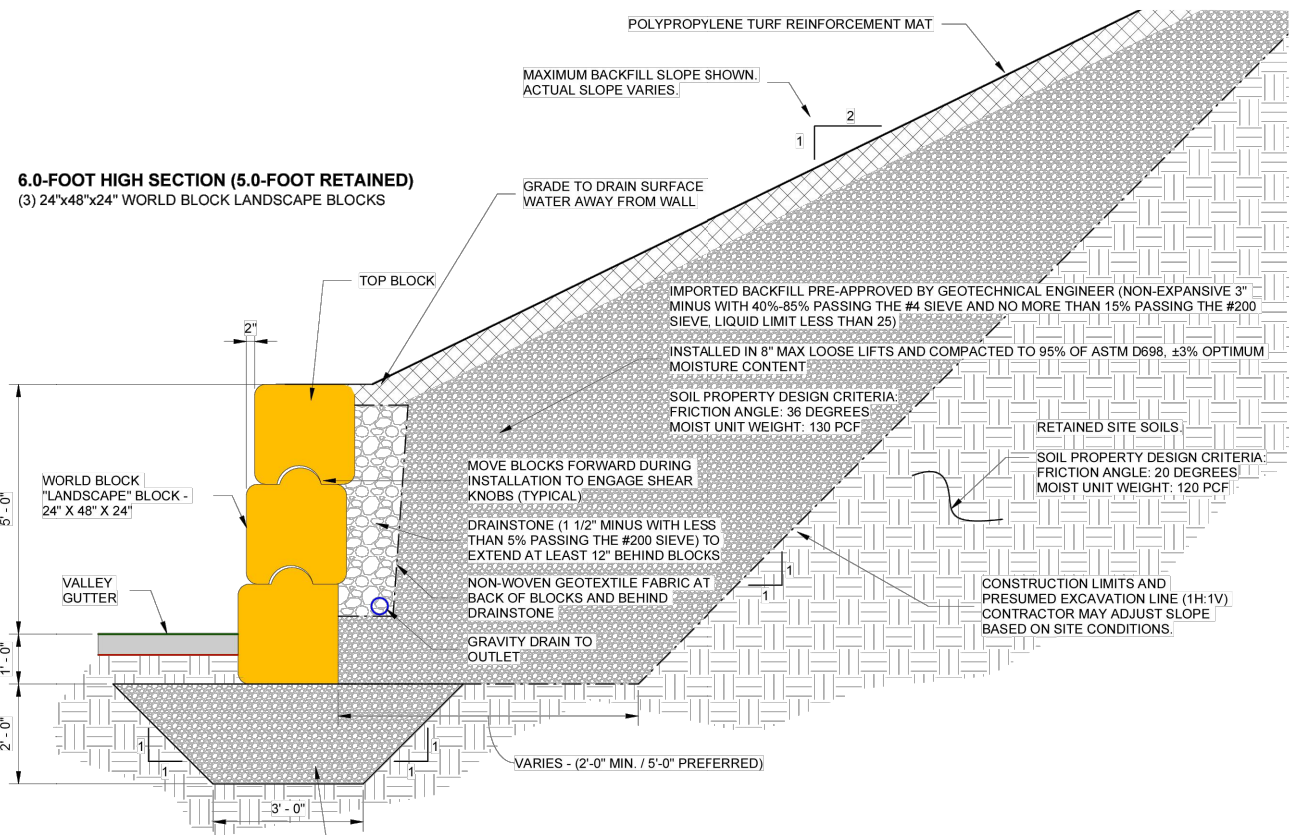 POLYPROPYLENE TURF REINFORCEMENT MAT
MAXIMUM BACKFILL SLOPE SHOWN.
ACTUAL SLOPE VARIES.
2
1
6.0-FOOT HIGH SECTION (5.0-FOOT RETAINED)
(3) 24"x48"x24" WORLD BLOCK LANDSCAPE BLOCKS
GRADE TO DRAIN SURFACE
WATER AWAY FROM WALL
TOP BLOCK
IMPORTED BACKFILL PRE-APPROVED BY GEOTECHNICAL ENGINEER (NON-EXPANSIVE 3"
MINUS WITH 40%-85% PASSING THE #4 SIEVE AND NO MORE THAN 15% PASSING THE #200
SIEVE, LIQUID LIMIT LESS THAN 25)
2"
INSTALLED IN 8" MAX LOOSE LIFTS AND COMPACTED TO 95% OF ASTM D698, ±3% OPTIMUM
MOISTURE CONTENT
SOIL PROPERTY DESIGN CRITERIA:
FRICTION ANGLE: 36 DEGREES
MOIST UNIT WEIGHT: 130 PCF
RETAINED SITE SOILS.
SOIL PROPERTY DESIGN CRITERIA:
FRICTION ANGLE: 20 DEGREES
MOIST UNIT WEIGHT: 120 PCF
WORLD BLOCK
"LANDSCAPE" BLOCK -
24" X 48" X 24"
5' - 0"
MOVE BLOCKS FORWARD DURING
INSTALLATION TO ENGAGE SHEAR
KNOBS (TYPICAL)
DRAINSTONE (1 1/2" MINUS WITH LESS
THAN 5% PASSING THE #200 SIEVE) TO
EXTEND AT LEAST 12" BEHIND BLOCKS
NON-WOVEN GEOTEXTILE FABRIC AT
BACK OF BLOCKS AND BEHIND
DRAINSTONE
1
1
CONSTRUCTION LIMITS AND
PRESUMED EXCAVATION LINE (1H:1V)
CONTRACTOR MAY ADJUST SLOPE
BASED ON SITE CONDITIONS.
VALLEY
GUTTER
GRAVITY DRAIN TO
OUTLET
1' - 0"
2' - 0"
1
1
1
1
VARIES - (2'-0" MIN. / 5'-0" PREFERRED)
3' - 0"